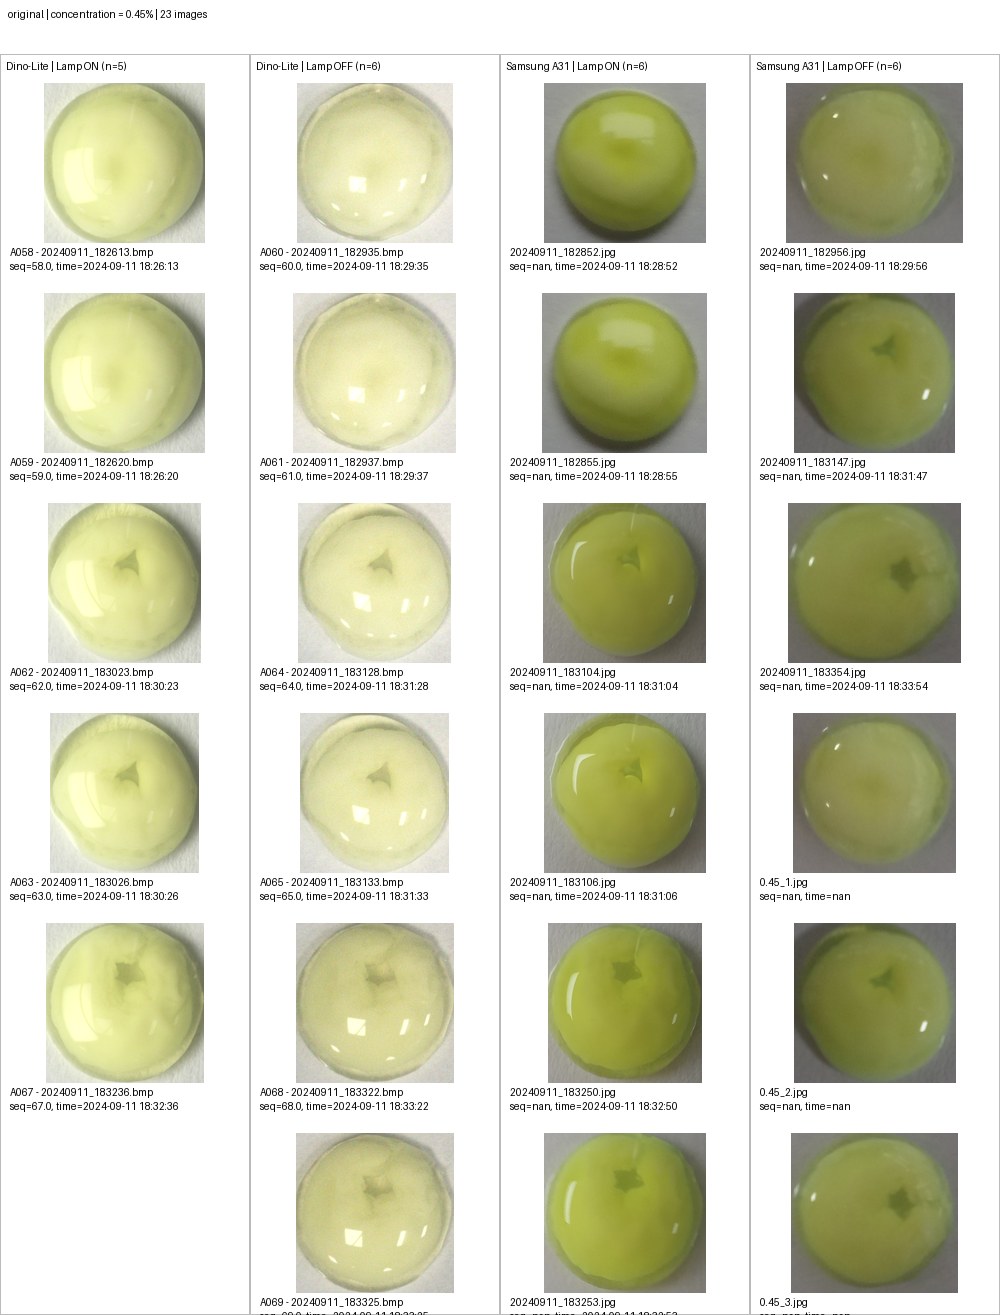 original | concentration = 0.45% | 23 images
Dino-Lite | Lamp ON (n=5)
Dino-Lite | Lamp OFF (n=6)
Samsung A31 | Lamp ON (n=6)
Samsung A31 | Lamp OFF (n=6)
A058 - 20240911_182613.bmp
seq=58.0, time=2024-09-11 18:26:13
A060 - 20240911_182935.bmp
seq=60.0, time=2024-09-11 18:29:35
20240911_182852.jpg
seq=nan, time=2024-09-11 18:28:52
20240911_182956.jpg
seq=nan, time=2024-09-11 18:29:56
A059 - 20240911_182620.bmp
seq=59.0, time=2024-09-11 18:26:20
A061 - 20240911_182937.bmp
seq=61.0, time=2024-09-11 18:29:37
20240911_182855.jpg
seq=nan, time=2024-09-11 18:28:55
20240911_183147.jpg
seq=nan, time=2024-09-11 18:31:47
A062 - 20240911_183023.bmp
seq=62.0, time=2024-09-11 18:30:23
A064 - 20240911_183128.bmp
seq=64.0, time=2024-09-11 18:31:28
20240911_183104.jpg
seq=nan, time=2024-09-11 18:31:04
20240911_183354.jpg
seq=nan, time=2024-09-11 18:33:54
A063 - 20240911_183026.bmp
seq=63.0, time=2024-09-11 18:30:26
A065 - 20240911_183133.bmp
seq=65.0, time=2024-09-11 18:31:33
20240911_183106.jpg
seq=nan, time=2024-09-11 18:31:06
0.45_1.jpg
seq=nan, time=nan
A067 - 20240911_183236.bmp
seq=67.0, time=2024-09-11 18:32:36
A068 - 20240911_183322.bmp
seq=68.0, time=2024-09-11 18:33:22
20240911_183250.jpg
seq=nan, time=2024-09-11 18:32:50
0.45_2.jpg
seq=nan, time=nan
A069 - 20240911_183325.bmp
20240911_183253.jpg
0.45_3.jpg